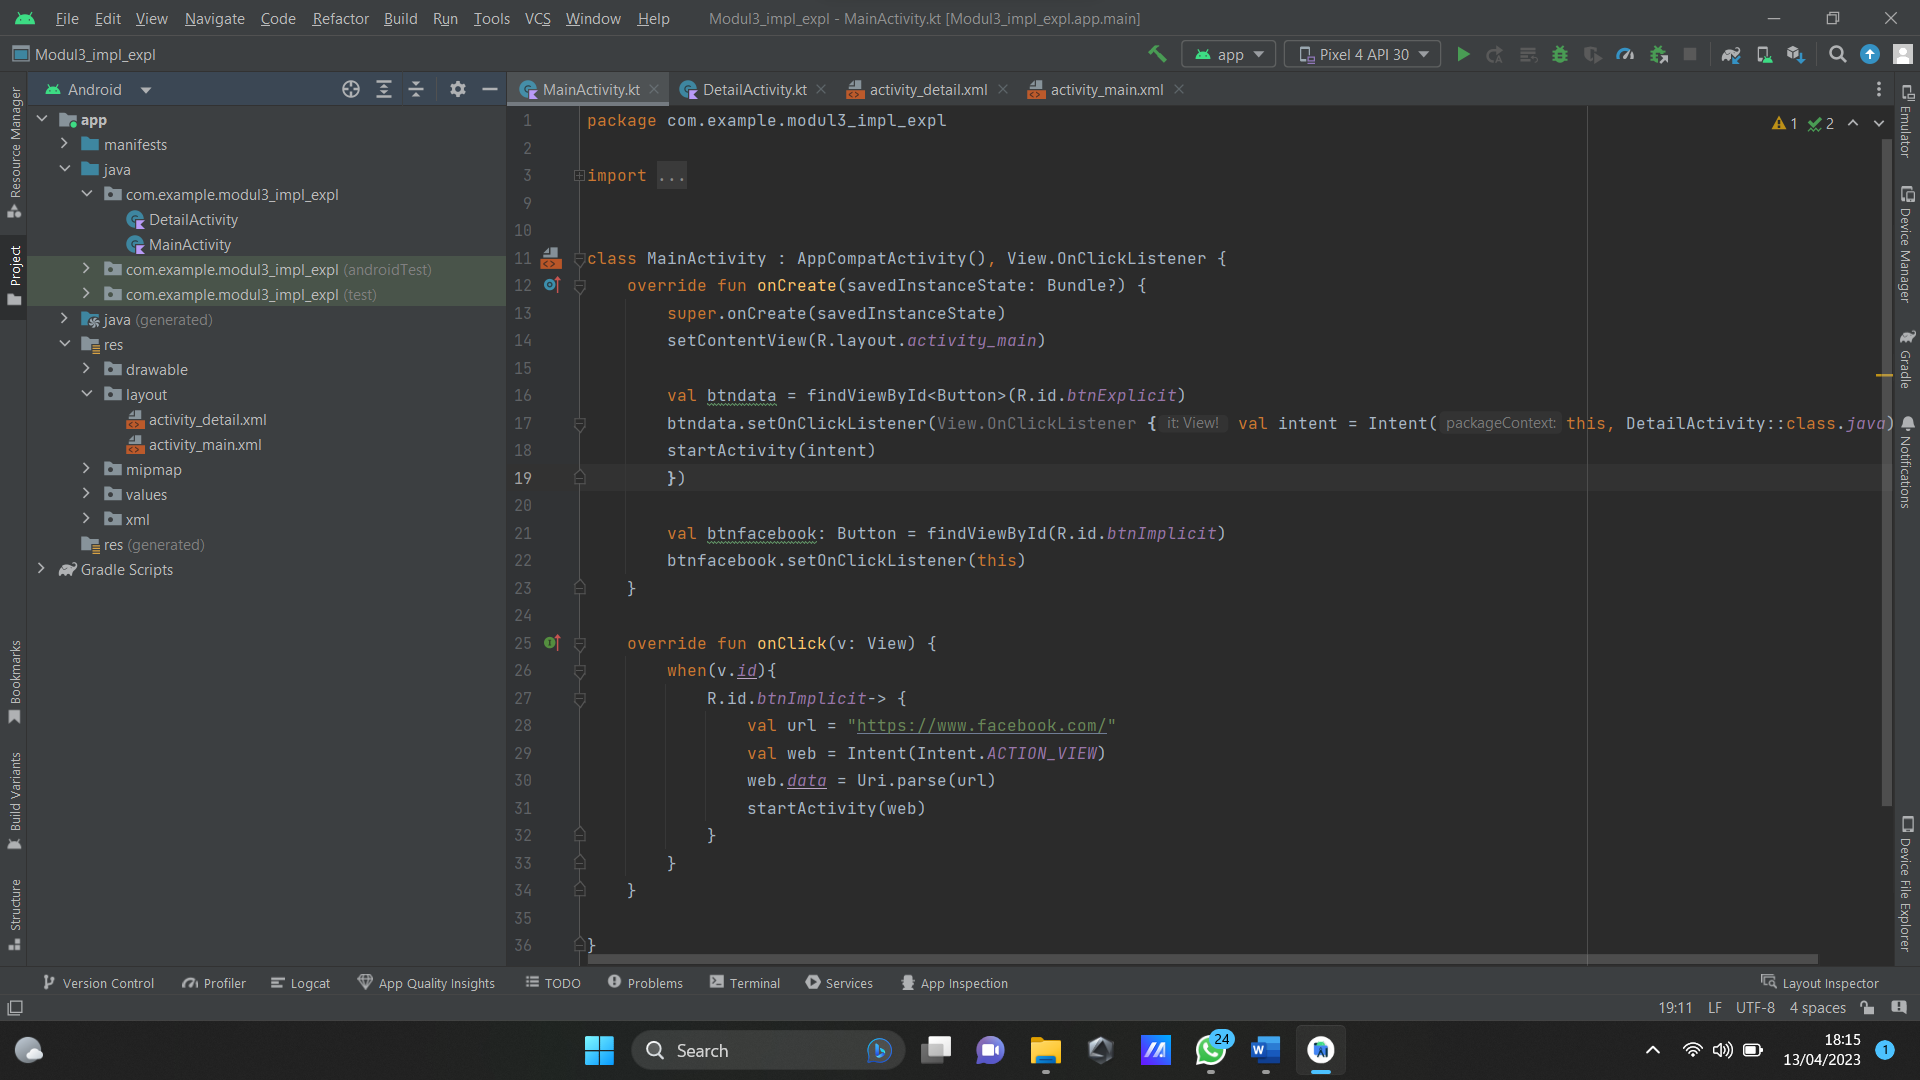 File Edit View Navigate Code Refactor Build Run Tools VCS Window Help Modul3_impl_expl - MainActivity.kt [Modul3_impl_expl.app.main]
Modul3_impl_expl app Pixel 4 API 30
Android MainActivity.kt DetailActivity.kt activity_detail.xml activity_main.xml
Resource Manager
Project
Bookmarks
Build Variants
Structure
app
manifests
java
com.example.modul3_impl_expl
DetailActivity
MainActivity
com.example.modul3_impl_expl (androidTest)
com.example.modul3_impl_expl (test)
java (generated)
res
drawable
layout
activity_detail.xml
activity_main.xml
mipmap
values
xml
res (generated)
Gradle Scripts
1 package com.example.modul3_impl_expl
1 2
2
3 import ...
9
10
11 class MainActivity : AppCompatActivity(), View.OnClickListener {
12 override fun onCreate(savedInstanceState: Bundle?) {
13 super.onCreate(savedInstanceState)
14 setContentView(R.layout.activity_main)
15
16 val btndata = findViewById<Button>(R.id.btnExplicit)
17 btndata.setOnClickListener(View.OnClickListener { it: View! val intent = Intent( packageContext: this, DetailActivity::class.java)
18 startActivity(intent)
19 })
20
21 val btnfacebook: Button = findViewById(R.id.btnImplicit)
22 btnfacebook.setOnClickListener(this)
23 }
24
25 override fun onClick(v: View) {
26 when(v.id){
27 R.id.btnImplicit-> {
28 val url = "https://www.facebook.com/"
29 val web = Intent(Intent.ACTION_VIEW)
30 web.data = Uri.parse(url)
31 startActivity(web)
32 }
33 }
34 }
35
36 }
Emulator
Device Manager
Gradle
Notifications
Device File Explorer
Version Control Profiler Logcat App Quality Insights TODO Problems Terminal Services App Inspection Layout Inspector
19:11 LF UTF-8 4 spaces
Search 24 18:15
13/04/2023 1